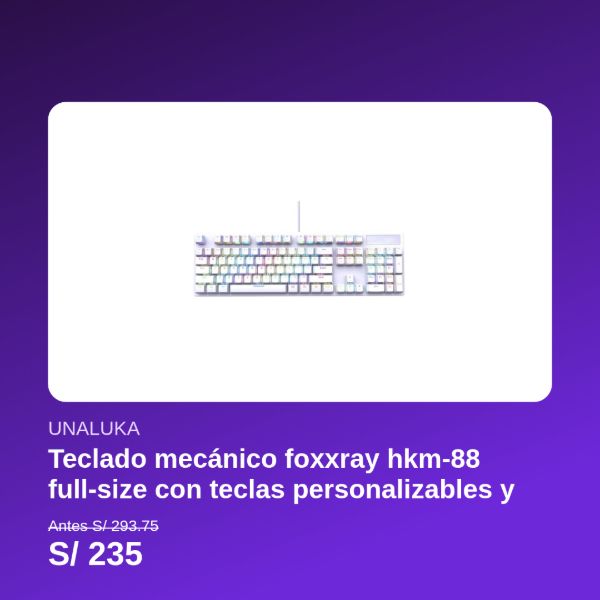 UNALUKA
Teclado mecánico foxxray hkm-88
full-size con teclas personalizables y
Antes S/ 293.75
S/ 235